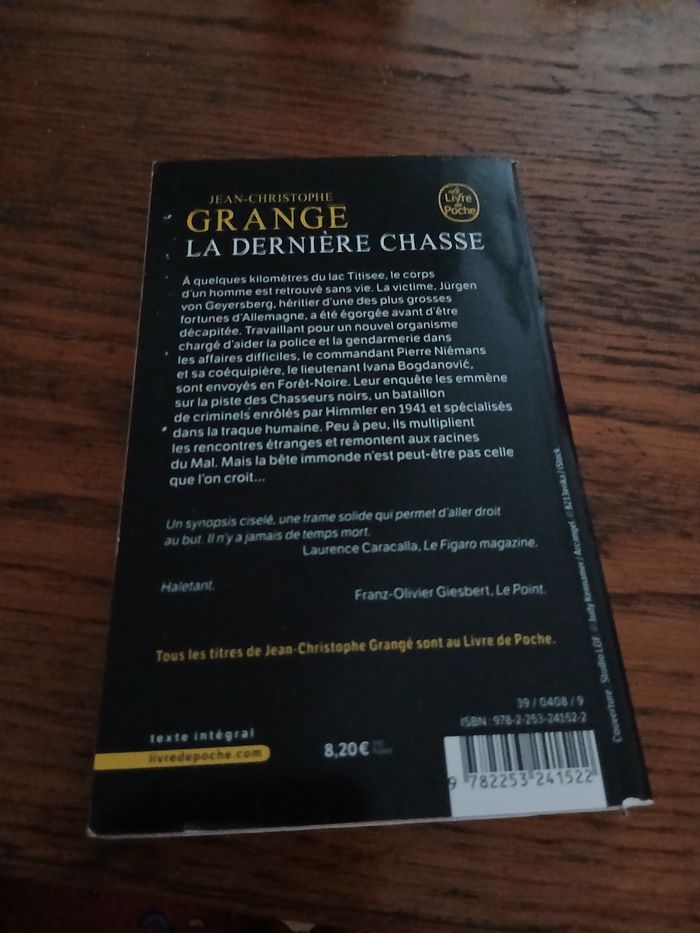 JEAN-CHRISTOPHE
GRANGÉ
LA DERNIÈRE CHASSE
Le
Livre
de
Poche
À quelques kilomètres du lac Titisee, le corps
d'un homme est retrouvé sans vie. La victime, Jürgen
von Geyersberg, héritier d'une des plus grosses
fortunes d'Allemagne, a été égorgée avant d'être
décapitée. Travaillant pour un nouvel organisme
chargé d'aider la police et la gendarmerie dans
les affaires difficiles, le commandant Pierre Niémans
et sa coéquipière, le lieutenant Ivana Bogdanović,
sont envoyés en Forêt-Noire. Leur enquête les emmène
sur la piste des Chasseurs noirs, un bataillon
de criminels enrôlés par Himmler en 1941 et spécialisés
dans la traque humaine. Peu à peu, ils multiplient
les rencontres étranges et remontent aux racines
du Mal. Mais la bête immonde n'est peut-être pas celle
que l'on croit...
Un synopsis ciselé, une trame solide qui permet d'aller droit
au but. Il n'y a jamais de temps mort.
Laurence Caracalla, Le Figaro magazine.
Haletant.
Franz-Olivier Giesbert, Le Point.
Tous les titres de Jean-Christophe Grangé sont au Livre de Poche.
texte intégral
livredepoche.com
8,20 €
39 / 0408 / 9
ISBN : 978-2-253-24152-2
9 782253 241522
Couverture : Studio LGF. © Judy Kennamer / Arcangel. © 8213erika / iStock